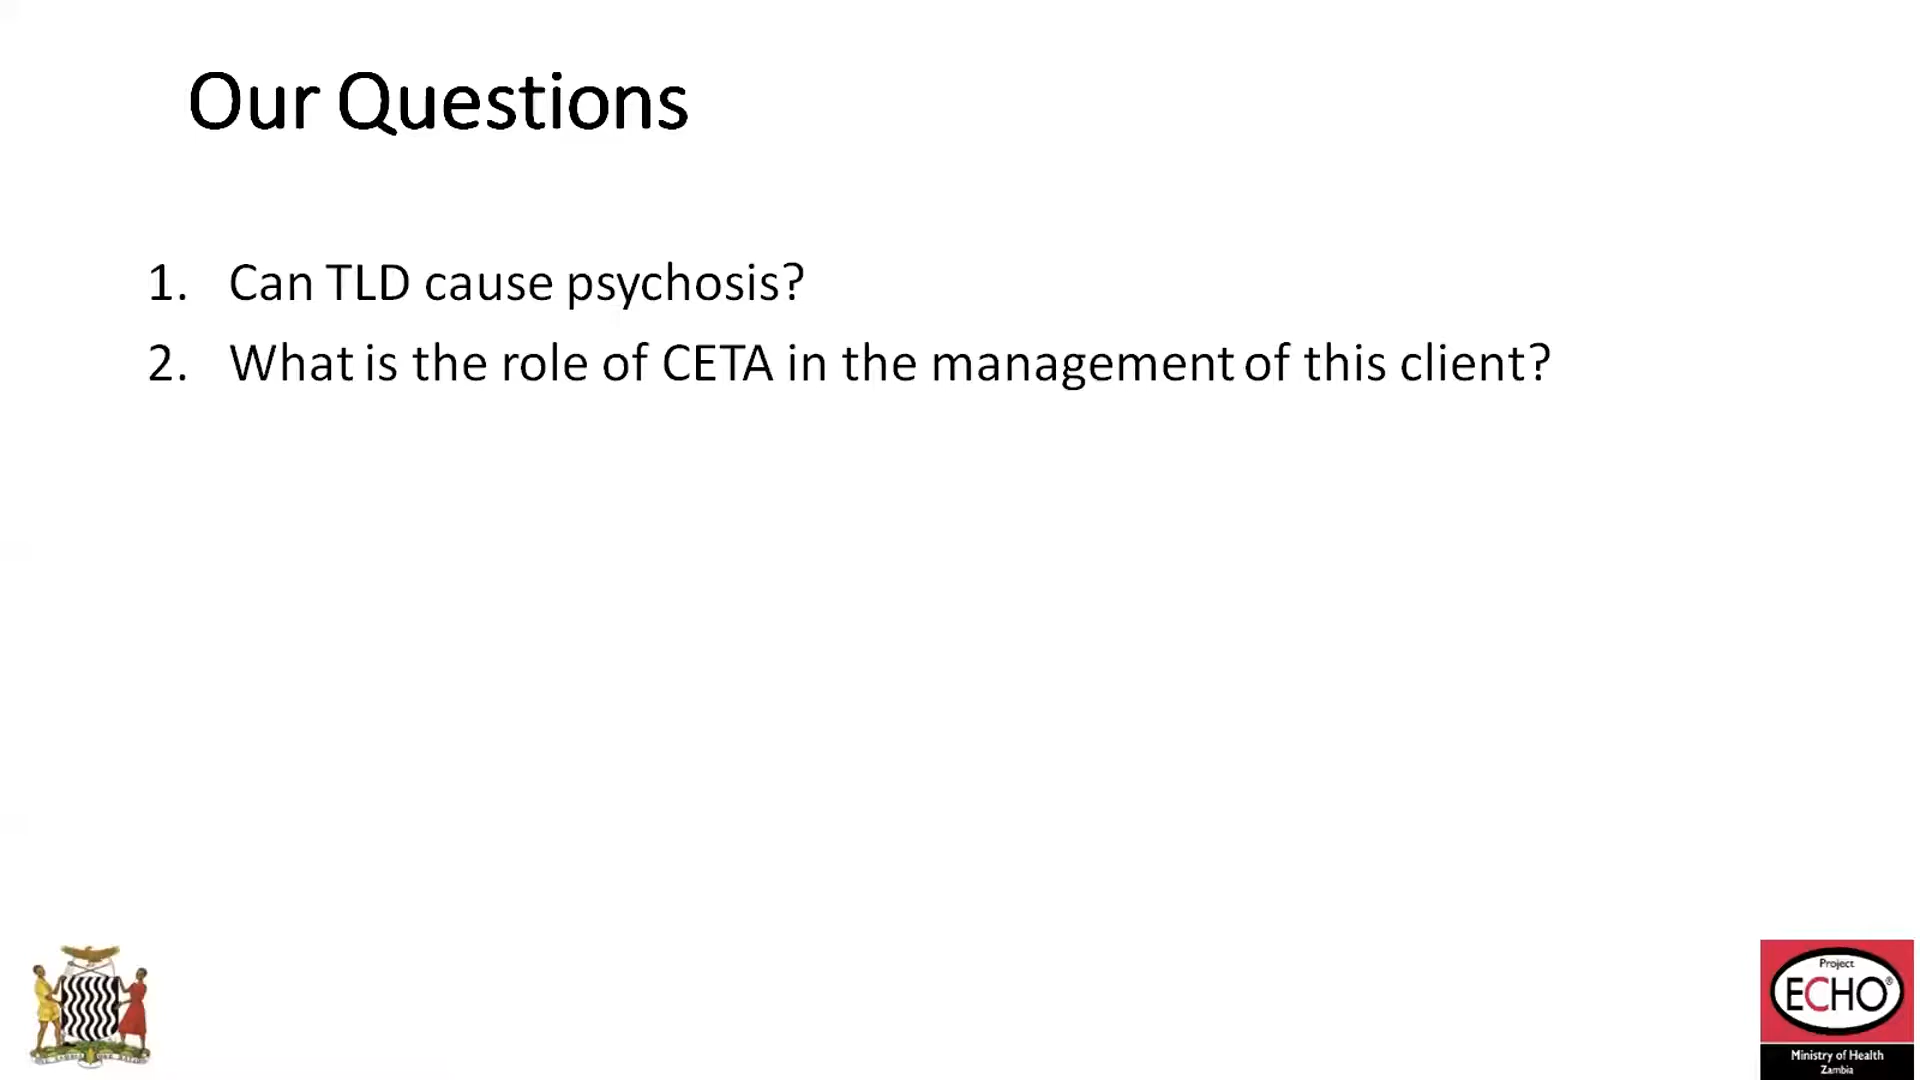 Our Questions
1. Can TLD cause psychosis?
2. What is the role of CETA in the management of this client?
Project
ECHO®
Ministry of Health
Zambia